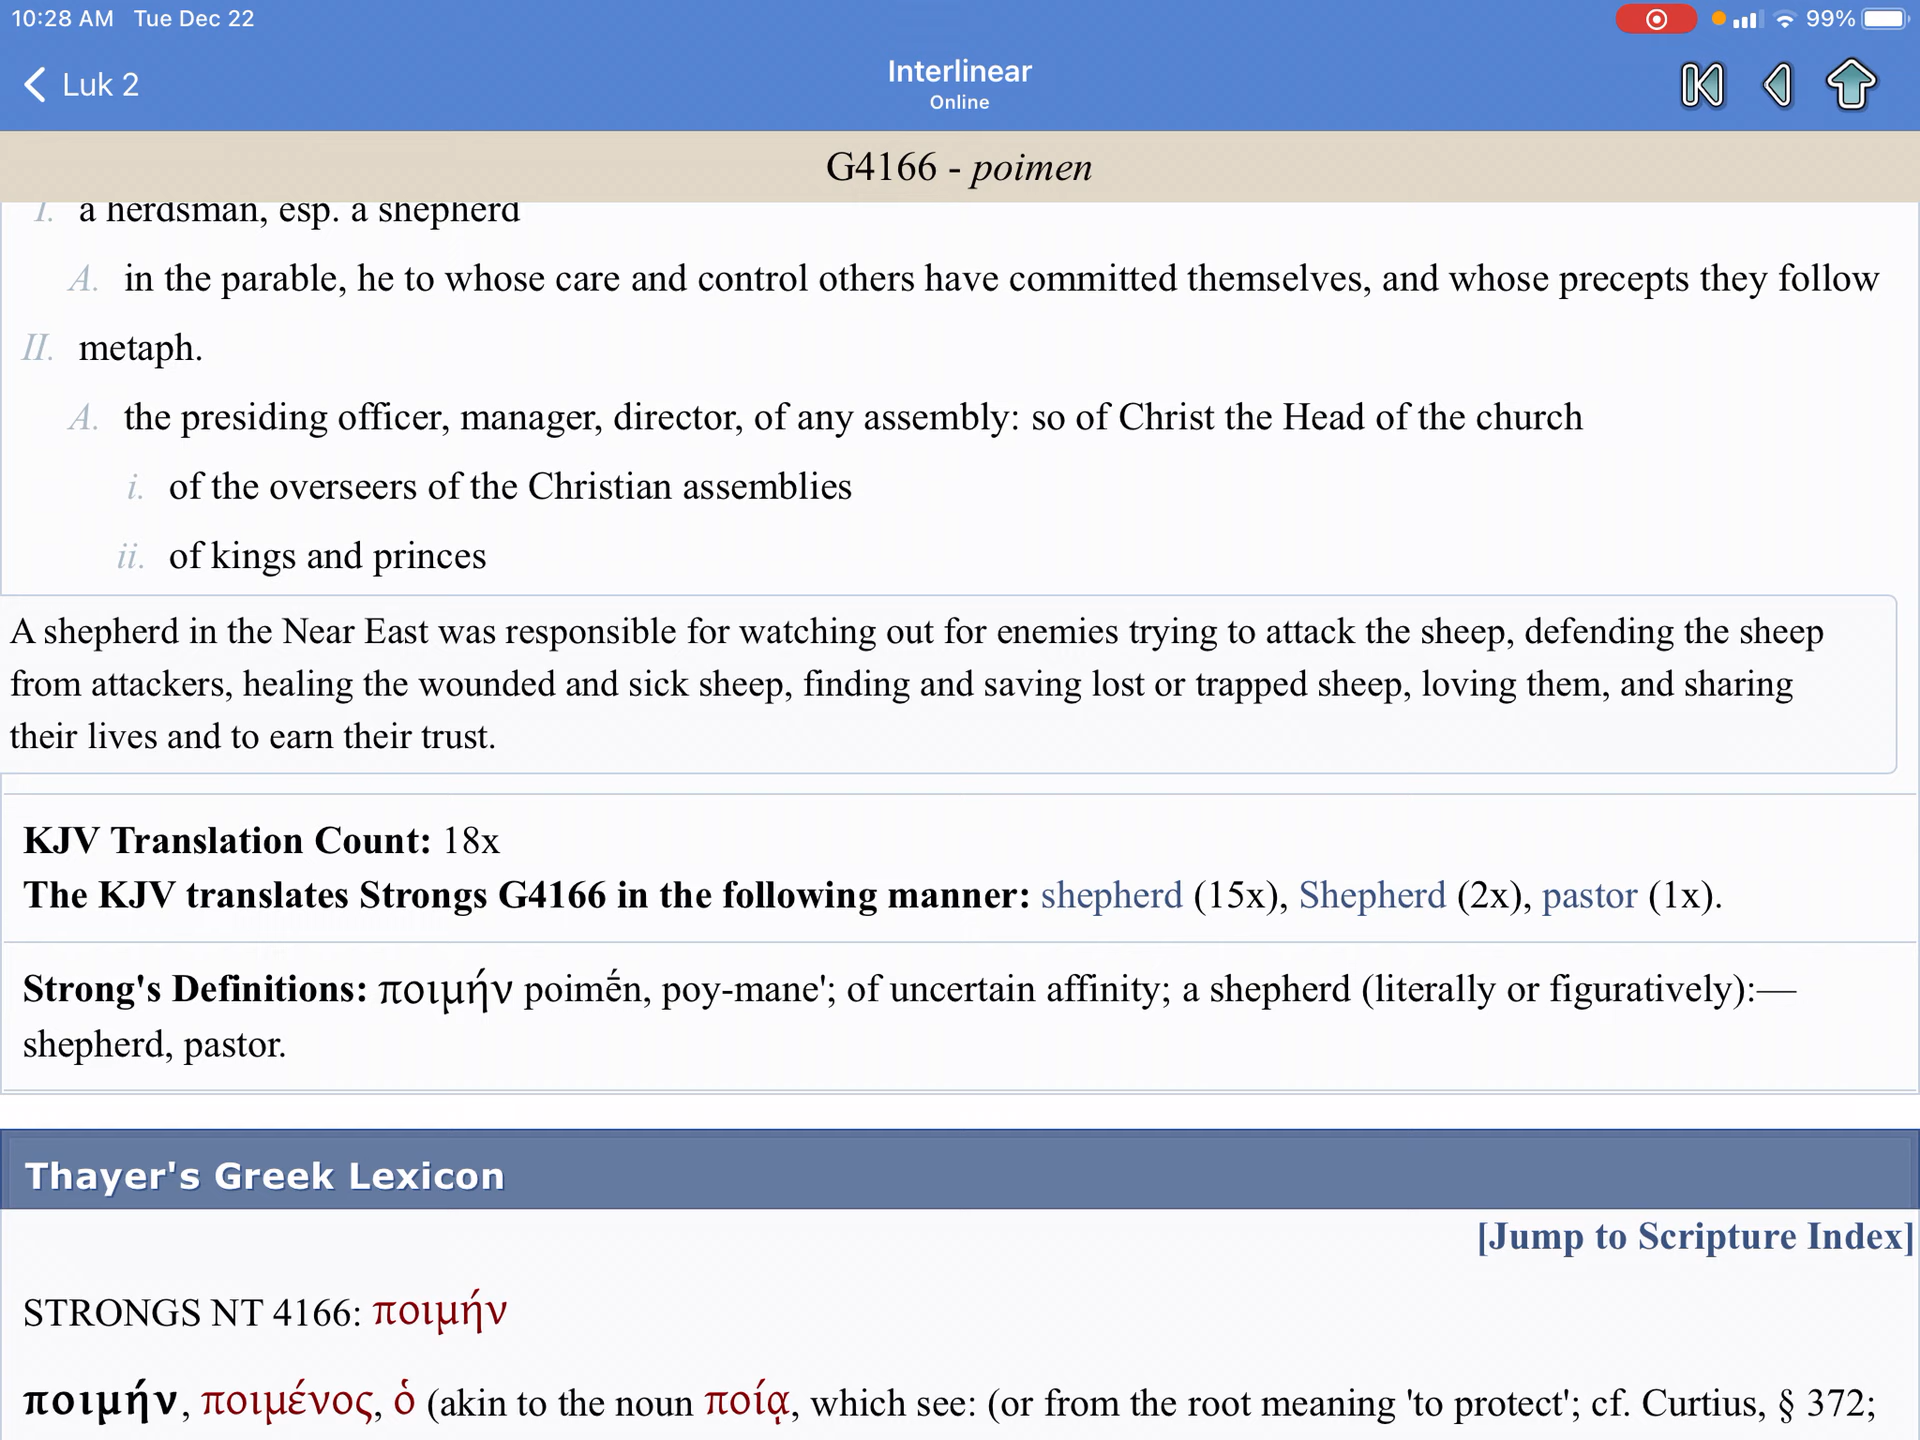 10:28 AM Tue Dec 22 99%
Luk 2
Interlinear
Online
G4166 - poimen
I. a herdsman, esp. a shepherd
A. in the parable, he to whose care and control others have committed themselves, and whose precepts they follow
II. metaph.
A. the presiding officer, manager, director, of any assembly: so of Christ the Head of the church
i. of the overseers of the Christian assemblies
ii. of kings and princes
A shepherd in the Near East was responsible for watching out for enemies trying to attack the sheep, defending the sheep
from attackers, healing the wounded and sick sheep, finding and saving lost or trapped sheep, loving them, and sharing
their lives and to earn their trust.
KJV Translation Count: 18x
The KJV translates Strongs G4166 in the following manner: shepherd (15x), Shepherd (2x), pastor (1x).
Strong's Definitions: ποιμήν poimḗn, poy-mane'; of uncertain affinity; a shepherd (literally or figuratively):—
shepherd, pastor.
Thayer's Greek Lexicon
[Jump to Scripture Index]
STRONGS NT 4166: ποιμήν
ποιμήν, ποιμένος, ὁ (akin to the noun ποίᾳ, which see: (or from the root meaning 'to protect'; cf. Curtius, § 372;